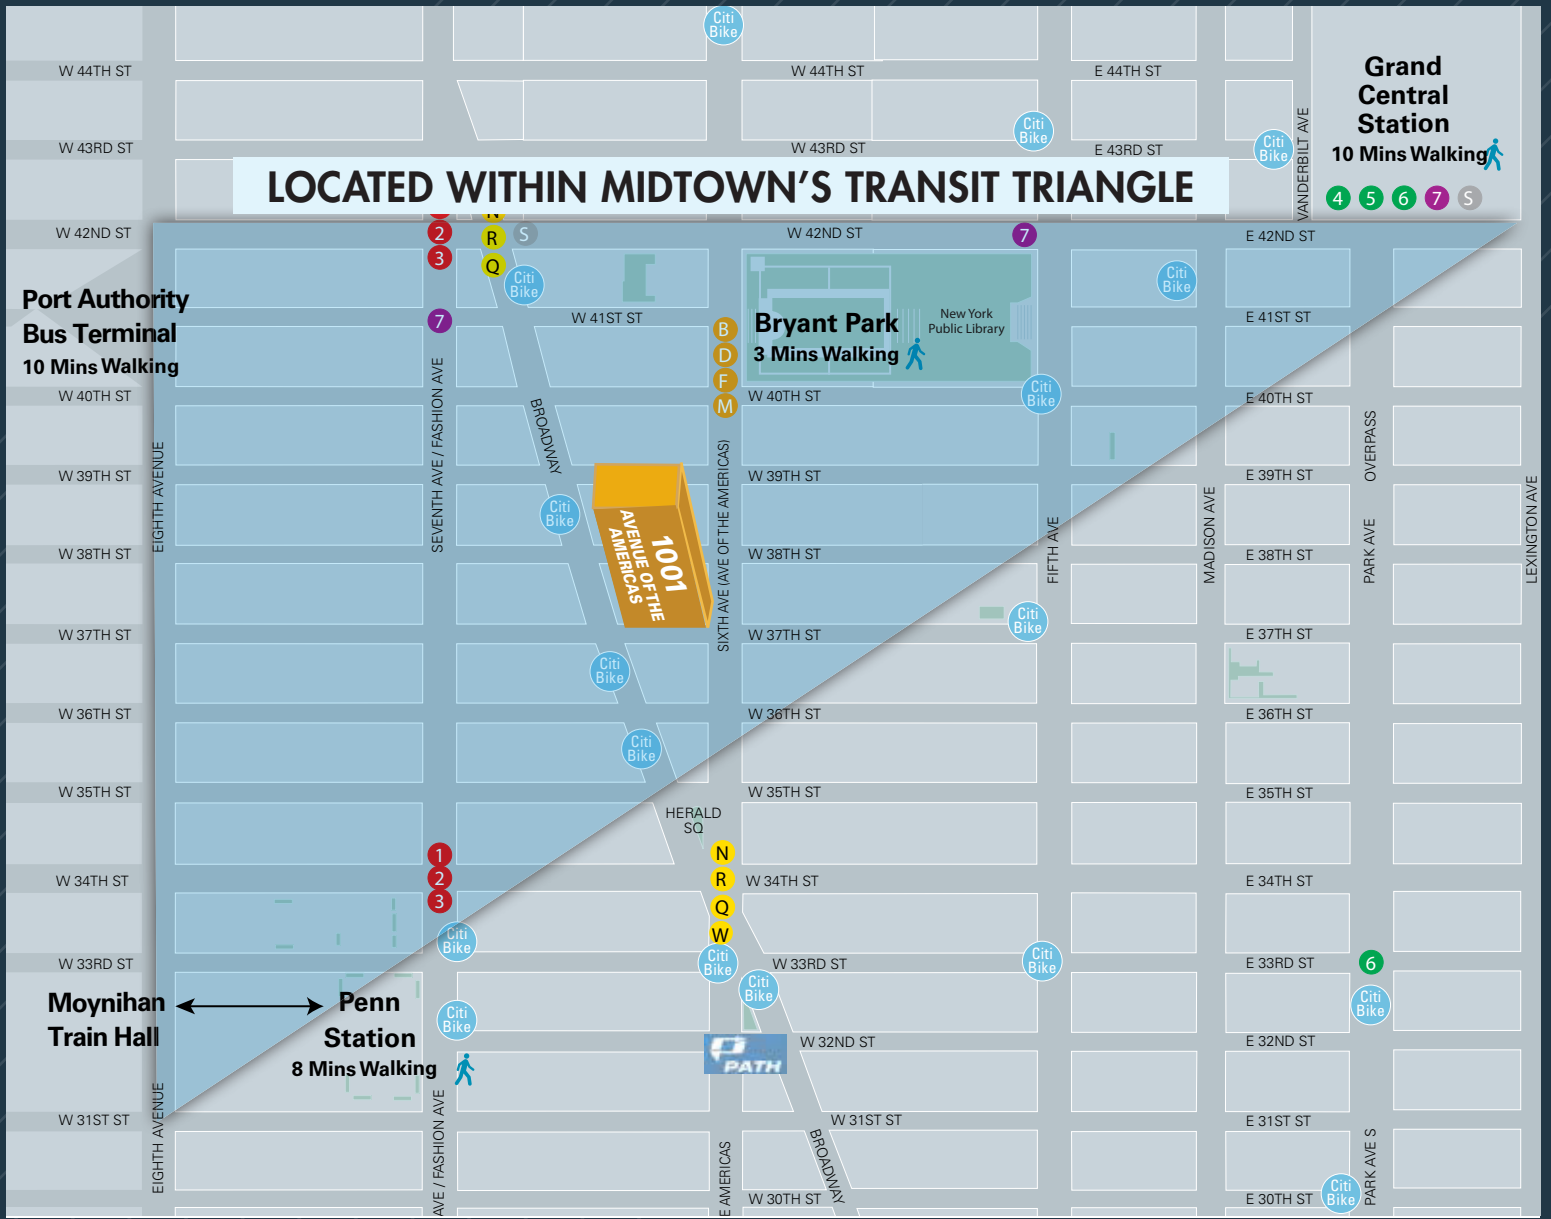 Citi
Bike
W 44TH ST
W 44TH ST
E 44TH ST
Grand
Central
Station
10 Mins Walking
4 5 6 7 S
VANDERBILT AVE
Citi
Bike
Citi
Bike
W 43RD ST
W 43RD ST
E 43RD ST
LOCATED WITHIN MIDTOWN'S TRANSIT TRIANGLE
W 42ND ST
2
3
7
N
R
Q
S
W 42ND ST
7
E 42ND ST
Citi
Bike
Citi
Bike
Port Authority
Bus Terminal
10 Mins Walking
W 41ST ST
B
D
F
M
Bryant Park
3 Mins Walking
New York
Public Library
E 41ST ST
W 40TH ST
W 40TH ST
Citi
Bike
E 40TH ST
EIGHTH AVENUE
SEVENTH AVE / FASHION AVE
BROADWAY
SIXTH AVE (AVE OF THE AMERICAS)
FIFTH AVE
MADISON AVE
OVERPASS
PARK AVE
LEXINGTON AVE
W 39TH ST
W 39TH ST
E 39TH ST
Citi
Bike
1001
AVENUE OF THE
AMERICAS
W 38TH ST
W 38TH ST
E 38TH ST
Citi
Bike
W 37TH ST
W 37TH ST
E 37TH ST
Citi
Bike
W 36TH ST
W 36TH ST
E 36TH ST
Citi
Bike
W 35TH ST
W 35TH ST
E 35TH ST
HERALD
SQ
1
2
3
N
R
Q
W
W 34TH ST
W 34TH ST
E 34TH ST
Citi
Bike
Citi
Bike
Citi
Bike
W 33RD ST
W 33RD ST
E 33RD ST
6
Citi
Bike
Citi
Bike
Moynihan
Train Hall
Penn
Station
8 Mins Walking
Citi
Bike
PATH
W 32ND ST
E 32ND ST
W 31ST ST
W 31ST ST
E 31ST ST
EIGHTH AVENUE
AVE / FASHION AVE
E AMERICAS
BROADWAY
PARK AVE S
W 30TH ST
E 30TH ST
Citi
Bike